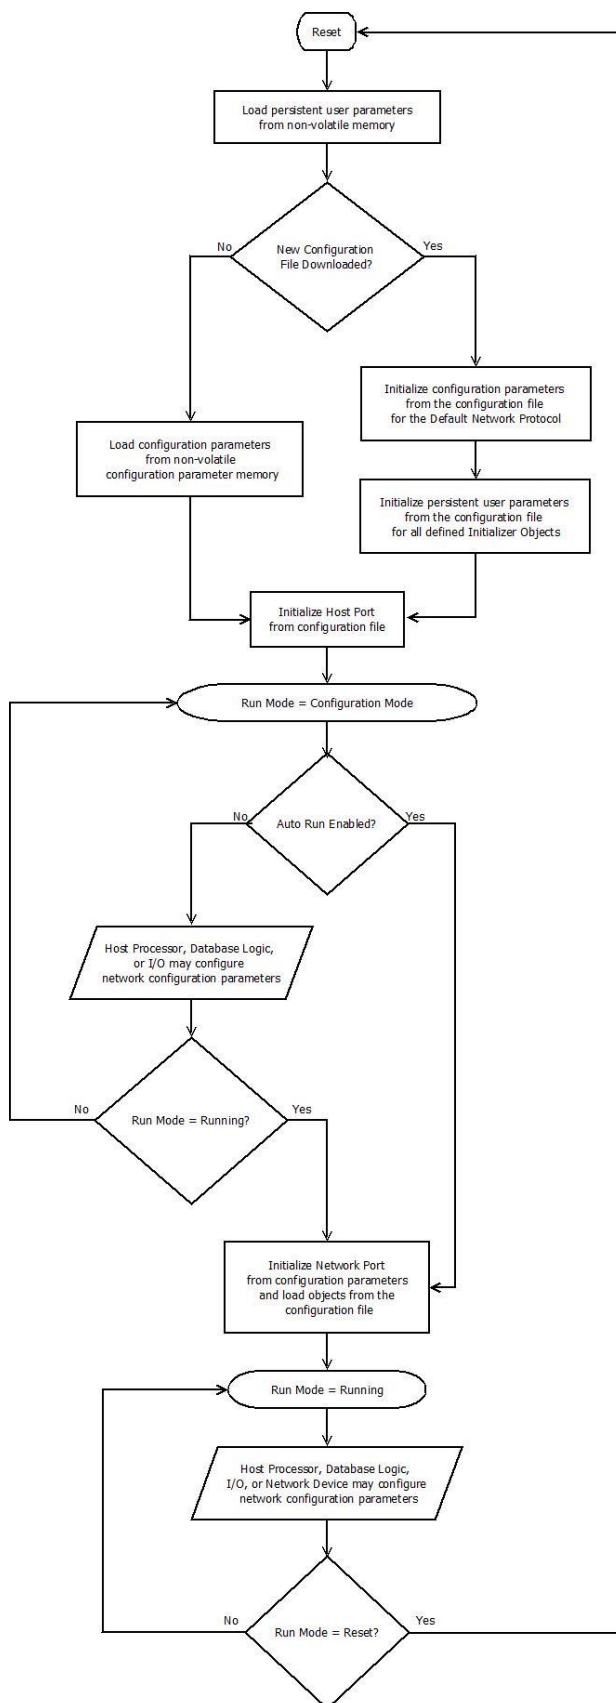 Reset
Load persistent user parameters
from non-volatile memory
No
New Configuration
File Downloaded?
Yes
Initialize configuration parameters
from the configuration file
for the Default Network Protocol
Load configuration parameters
from non-volatile
configuration parameter memory
Initialize persistent user parameters
from the configuration file
for all defined Initializer Objects
Initialize Host Port
from configuration file
Run Mode = Configuration Mode
No
Auto Run Enabled?
Yes
Host Processor, Database Logic,
or I/O may configure
network configuration parameters
No
Run Mode = Running?
Yes
Initialize Network Port
from configuration parameters
and load objects from the
configuration file
Run Mode = Running
Host Processor, Database Logic,
I/O, or Network Device may configure
network configuration parameters
No
Run Mode = Reset?
Yes